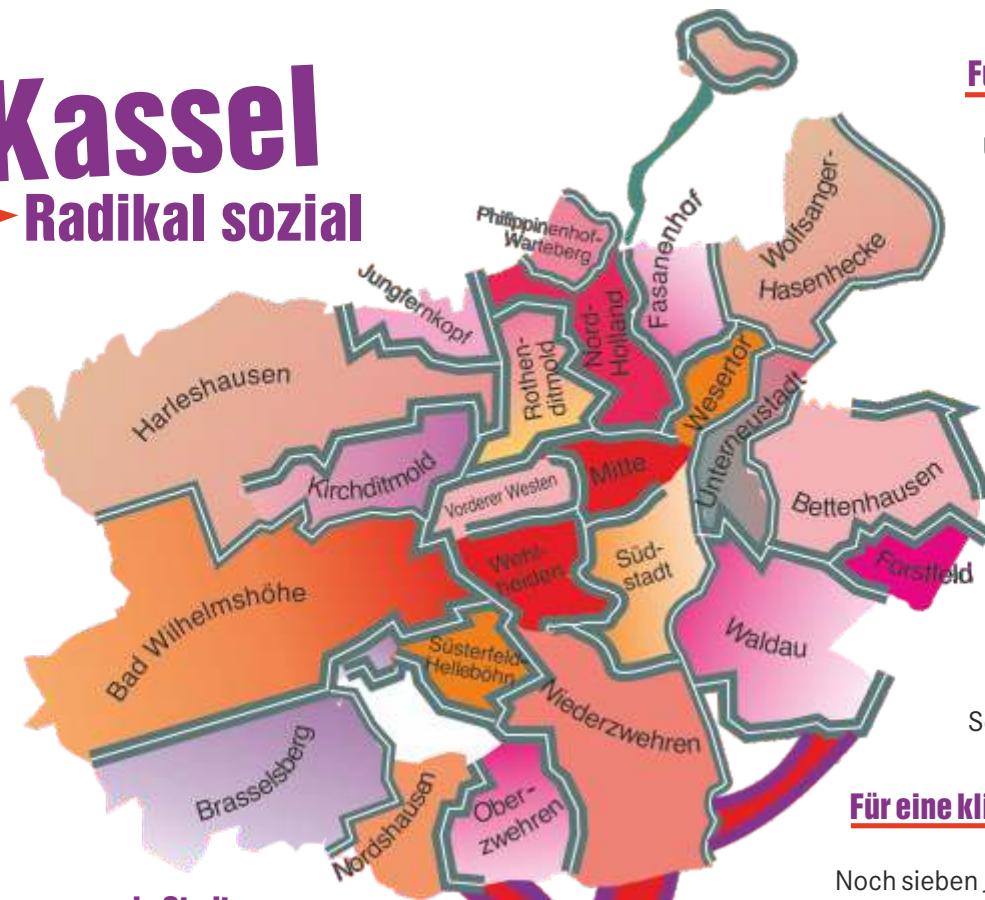 Kassel
Radikal sozial
Philippinenhof-
Warteberg
Jungfernkopf
Fasanenhof
Wolfsanger-
Hasenhecke
Nord-
Holland
Rothen-
ditmold
Harleshausen
Wesertor
Unterneustadt
Kirchditmold
Vorderer Westen
Mitte
Bettenhausen
Wehl-
heiden
Süd-
stadt
Forstfeld
Bad Wilhelmshöhe
Süsterfeld-
Helleböhn
Waldau
Niederzwehren
Brasselsberg
Nordshausen
Ober-
zwehren
Für eine kli
Noch sieben